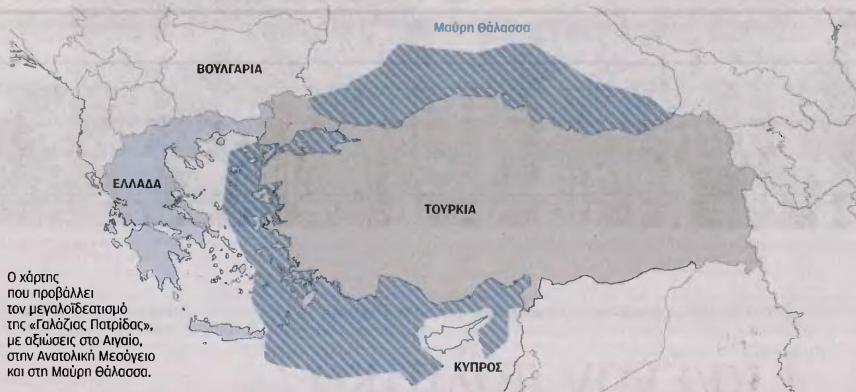 Μαύρη Θάλασσα
ΒΟΥΛΓΑΡΙΑ
ΕΛΛΑΔΑ
ΤΟΥΡΚΙΑ
Ο χάρτης
που προβάλλει
τον μεγαλοϊδεατισμό
της «Γαλάζιας Πατρίδας»,
με αξιώσεις στο Αιγαίο,
στην Ανατολική Μεσόγειο
και στη Μαύρη Θάλασσα.
ΚΥΠΡΟΣ